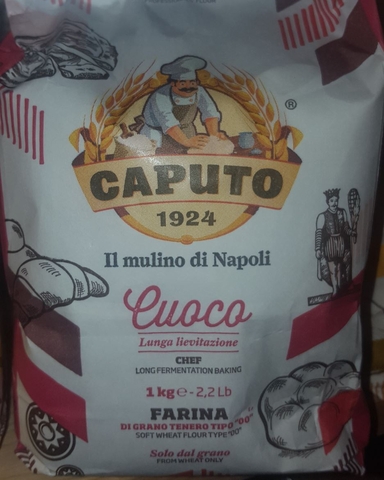 CAPUTO
®
1924
Il mulino di Napoli
Cuoco
Lunga lievitazione
CHEF
LONG FERMENTATION BAKING
1 kg e - 2,2 Lb
FARINA
DI GRANO TENERO TIPO "00"
SOFT WHEAT FLOUR TYPE "00"
Solo dal grano
FROM WHEAT ONLY